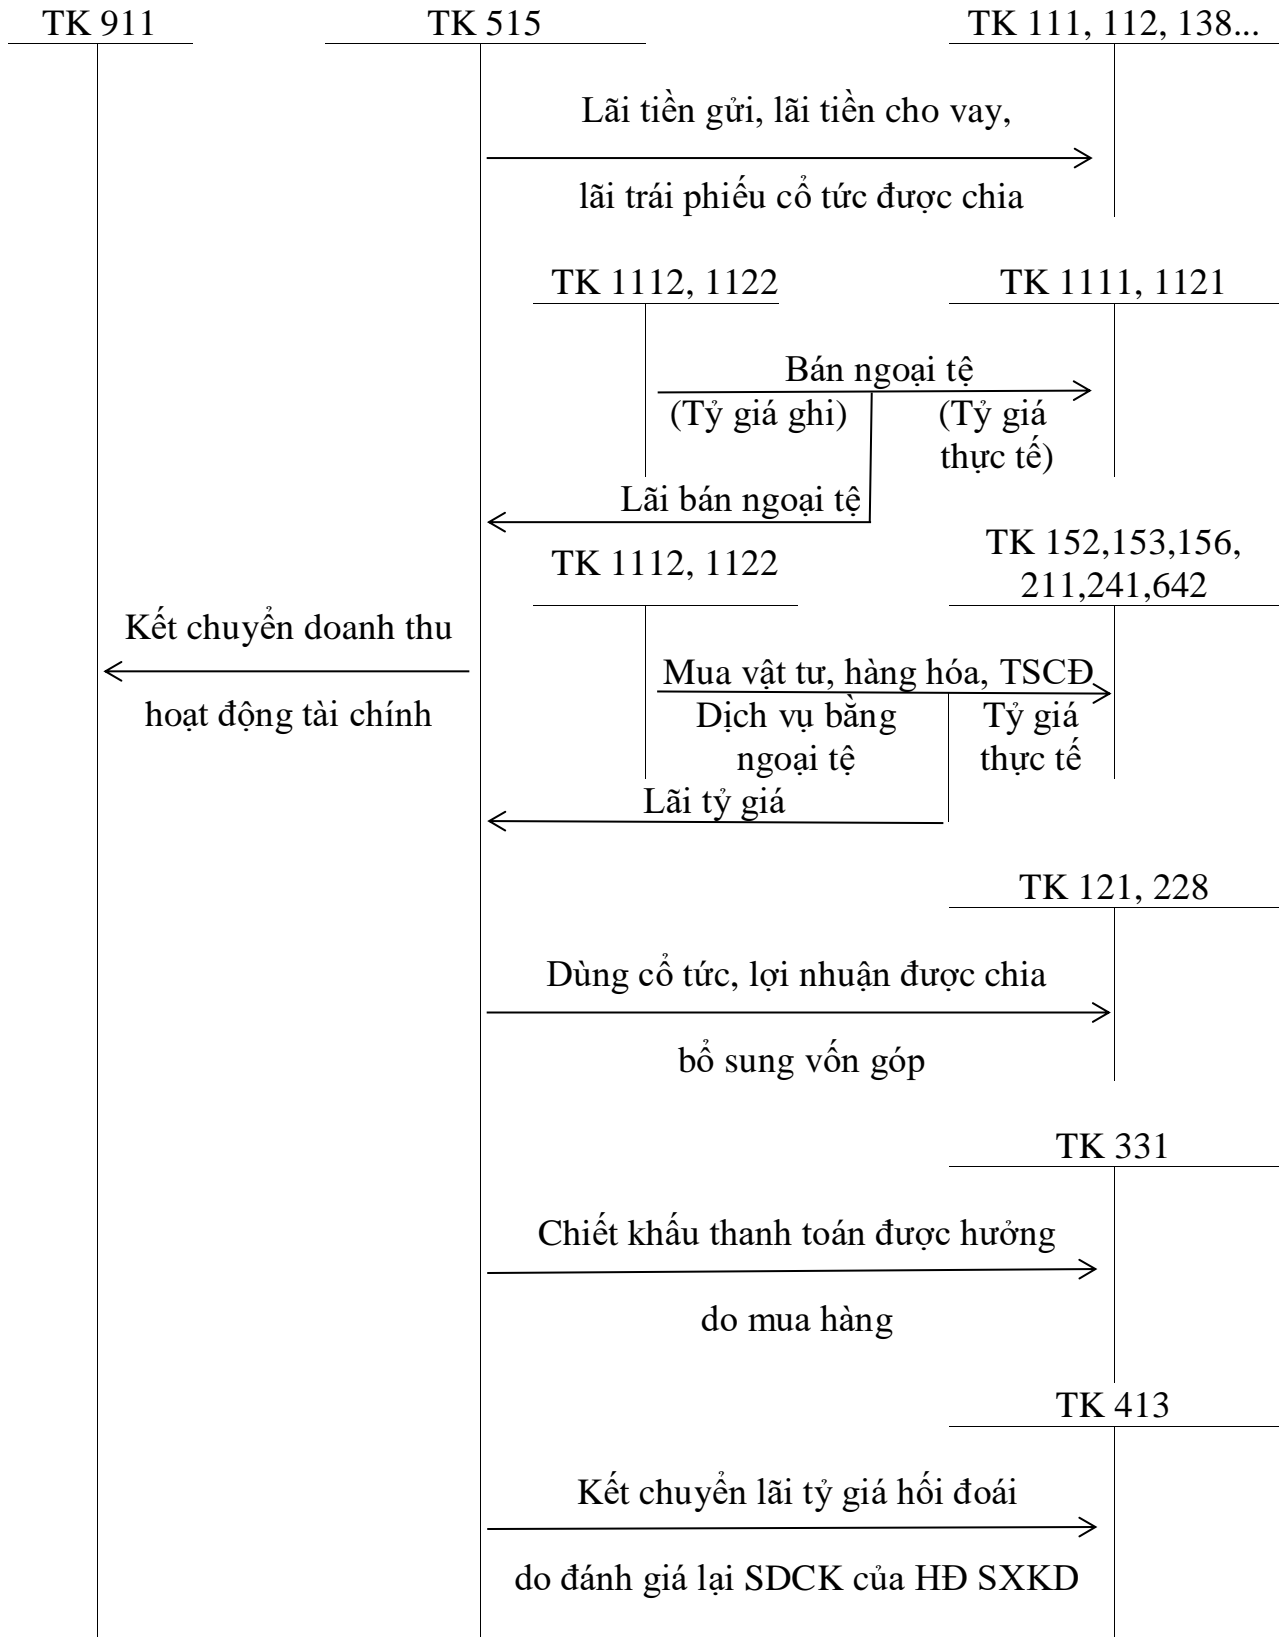 TK 911
TK 515
TK 111, 112, 138...
Lãi tiền gửi, lãi tiền cho vay,
lãi trái phiếu cổ tức được chia
TK 1112, 1122
TK 1111, 1121
Bán ngoại tệ
(Tỷ giá ghi)
(Tỷ giá
thực tế)
Lãi bán ngoại tệ
TK 1112, 1122
TK 152,153,156,
211,241,642
Kết chuyển doanh thu
hoạt động tài chính
Mua vật tư, hàng hóa, TSCĐ
Dịch vụ bằng
ngoại tệ
Tỷ giá
thực tế
Lãi tỷ giá
TK 121, 228
Dùng cổ tức, lợi nhuận được chia
bổ sung vốn góp
TK 331
Chiết khấu thanh toán được hưởng
do mua hàng
TK 413
Kết chuyển lãi tỷ giá hối đoái
do đánh giá lại SDCK của HĐ SXKD